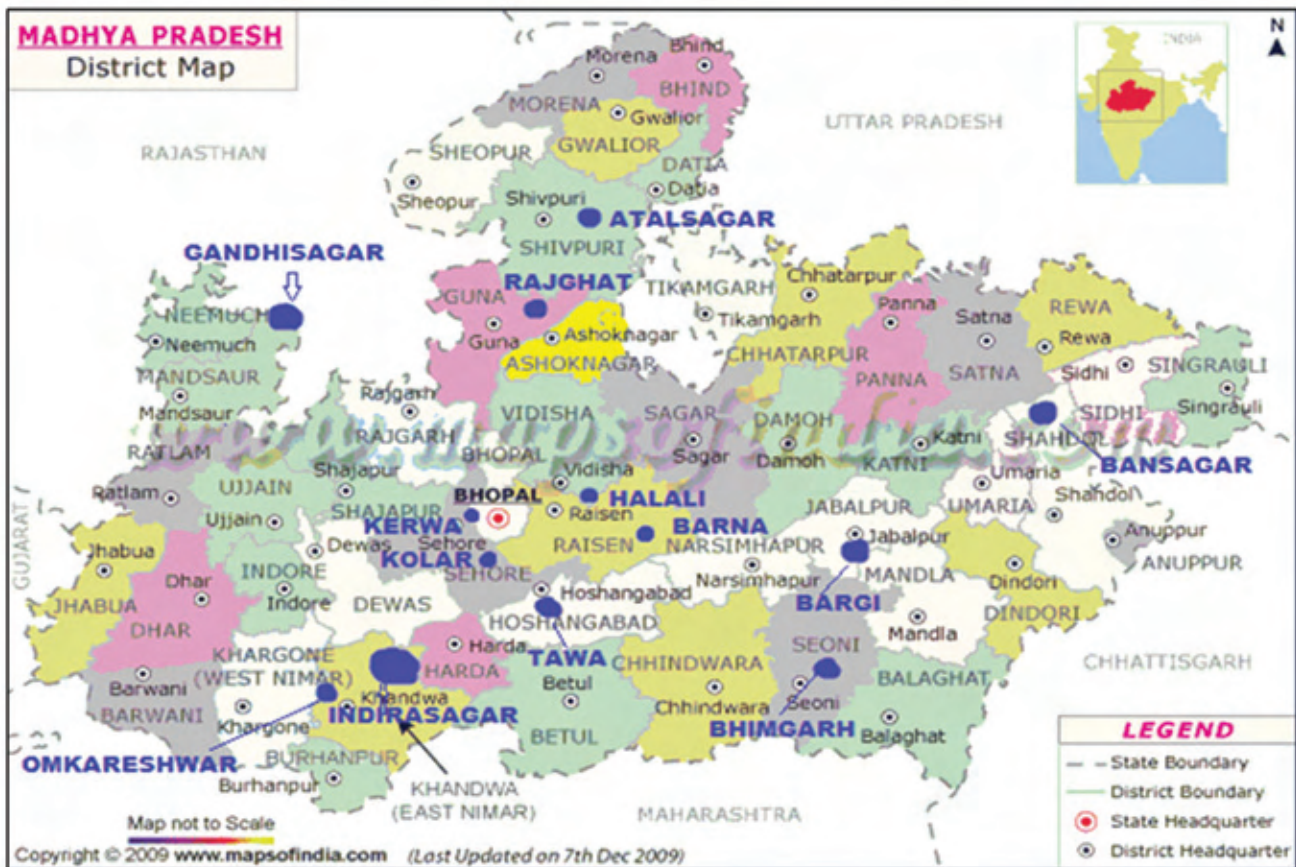 MADHYA PRADESH
District Map
N
INDIA
RAJASTHAN
UTTAR PRADESH
Morena
Bhind
MORENA
BHIND
Gwalior
GWALIOR
SHEOPUR
DATIA
Sheopur
Datia
Shivpuri
ATALSAGAR
SHIVPURI
GANDHISAGAR
RAJGHAT
TIKAMGARH
Chhatarpur
GUNA
Panna
REWA
NEEMUCH
Tikamgarh
Satna
Guna
Ashoknagar
Neemuch
CHHATARPUR
Rewa
ASHOKNAGAR
Sidhi
SINGRAULI
MANDSAUR
PANNA
SATNA
Mandsaur
Rajgarh
Singrauli
VIDISHA
SAGAR
DAMOH
SIDHI
RAJGARH
SHAHDOL
RATLAM
BHOPAL
Sagar
Damoh
Katni
KATNI
BANSAGAR
Shajapur
Vidisha
Umaria
UJJAIN
Shahdol
Ratlam
SHAJAPUR
BHOPAL
HALALI
JABALPUR
UMARIA
Ujjain
KERWA
Raisen
BARNA
Jabalpur
Anuppur
GUJARAT
Jhabua
Dewas
Sehore
RAISEN
NARSIMHAPUR
ANUPPUR
KOLAR
INDORE
SEHORE
Narsimhapur
MANDLA
Dindori
Dhar
Indore
Hoshangabad
JHABUA
DEWAS
BARGI
DINDORI
DHAR
HOSHANGABAD
Mandla
Harda
SEONI
KHARGONE
(WEST NIMAR)
TAWA
CHHINDWARA
CHHATTISGARH
Barwani
HARDA
Betul
BALAGHAT
BARWANI
Khandwa
Seoni
Khargone
INDIRASAGAR
Chhindwara
BHIMGARH
BETUL
Balaghat
OMKARESHWAR
BURHANPUR
Burhanpur
KHANDWA
(EAST NIMAR)
MAHARASHTRA
LEGEND
State Boundary
District Boundary
State Headquarter
District Headquarter
Map not to Scale
Copyright © 2009 www.mapsofindia.com (Last Updated on 7th Dec 2009)